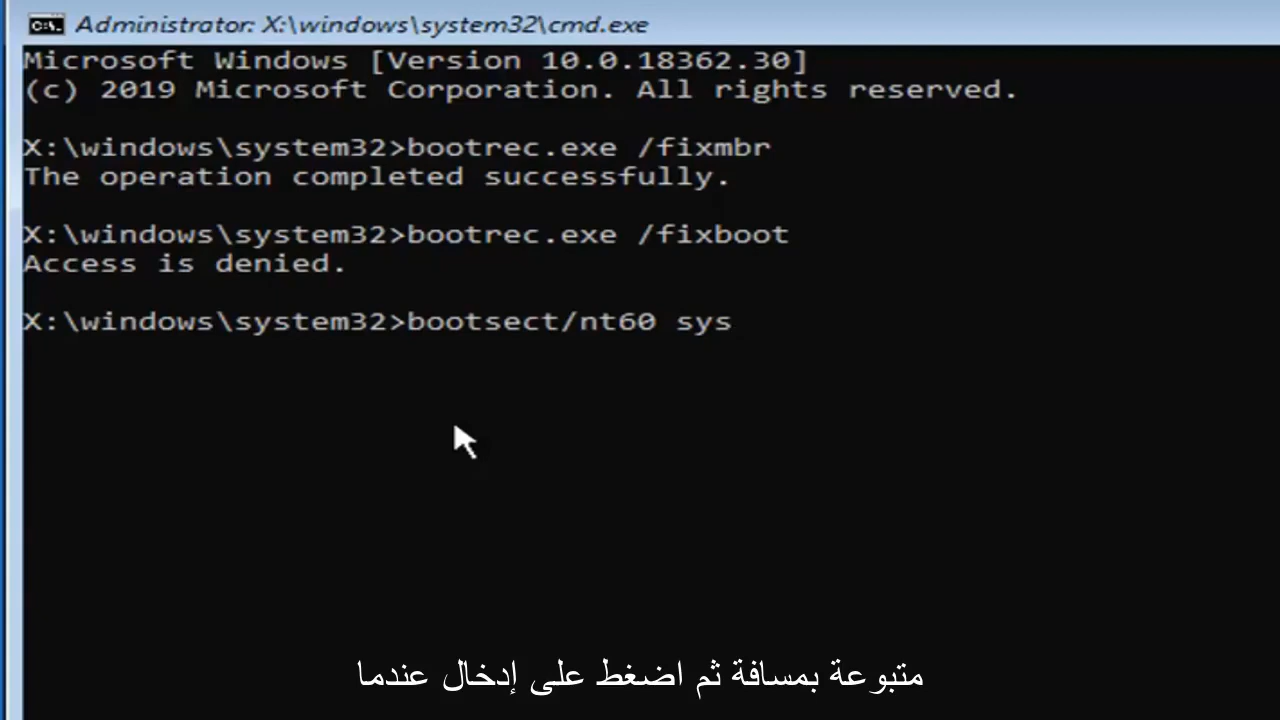 Administrator: X:\windows\system32\cmd.exe
Microsoft Windows [Version 10.0.18362.30]
(c) 2019 Microsoft Corporation. All rights reserved.
X:\windows\system32>bootrec.exe /fixmbr
The operation completed successfully.
X:\windows\system32>bootrec.exe /fixboot
Access is denied.
X:\windows\system32>bootsect/nt60 sys
متبوعة بمسافة ثم اضغط على إدخال عندما